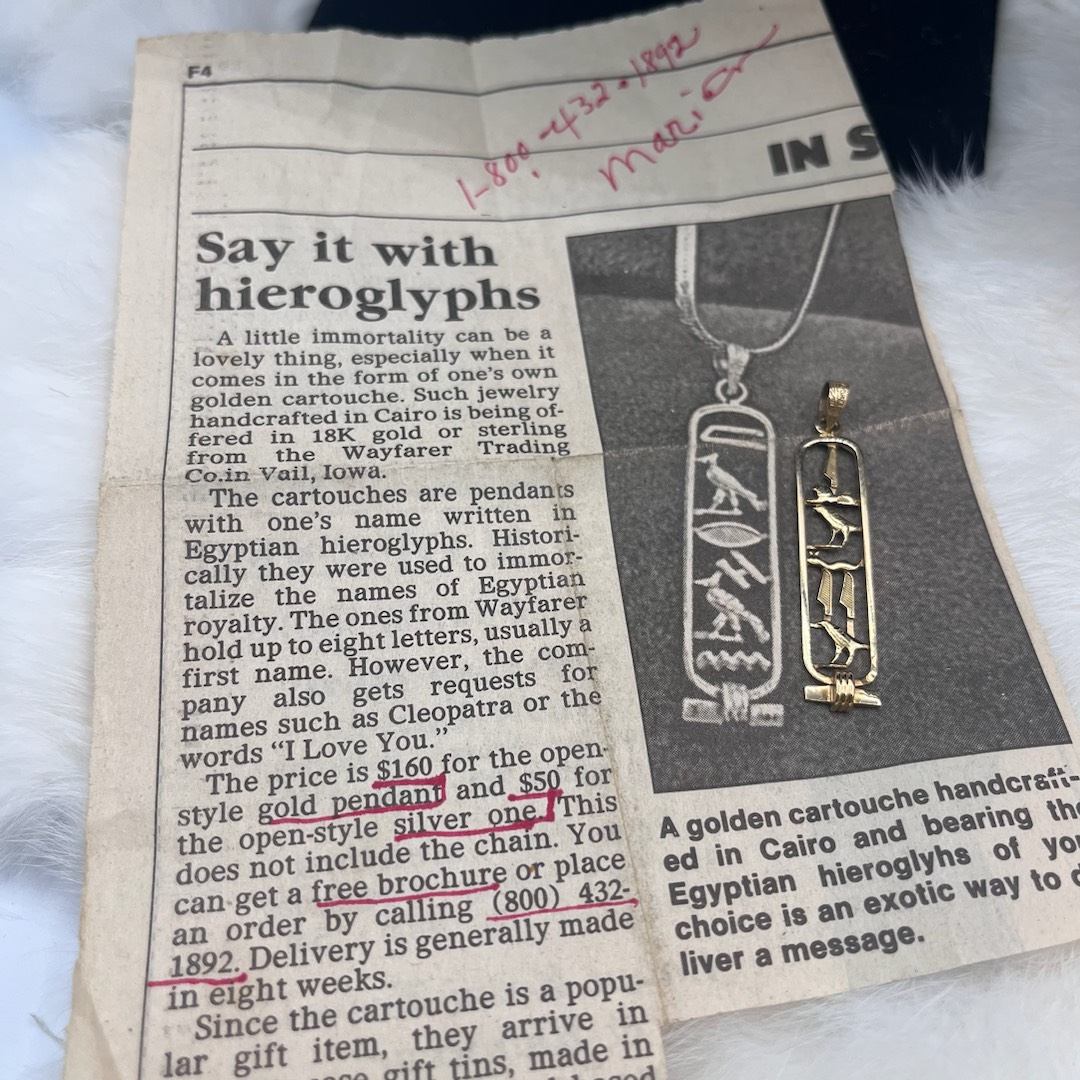 F4
1-800-432-1892
IN S
Say it with
hieroglyphs
A little immortality can be a
lovely thing, especially when it
comes in the form of one's own
golden cartouche. Such jewelry
handcrafted in Cairo is being of-
fered in 18K gold or sterling
from the Wayfarer Trading
Co.in Vail, Iowa.
The cartouches are pendants
with one's name written in
Egyptian hieroglyphs. Histori-
cally they were used to immor-
talize the names of Egyptian
royalty. The ones from Wayfarer
hold up to eight letters, usually a
first name. However, the com-
pany also gets requests for
names such as Cleopatra or the
words “I Love You.”
The price is $160 for the open-
style gold pendant and $50 for
the open-style silver one. This
does not include the chain. You
can get a free brochure or place
an order by calling (800) 432-
1892. Delivery is generally made
in eight weeks.
Since the cartouche is a popu-
lar gift item, they arrive in
gift tins, made in
A golden cartouche handcraft-
ed in Cairo and bearing the
Egyptian hieroglyhs of
choice is an exotic way to
liver a message.